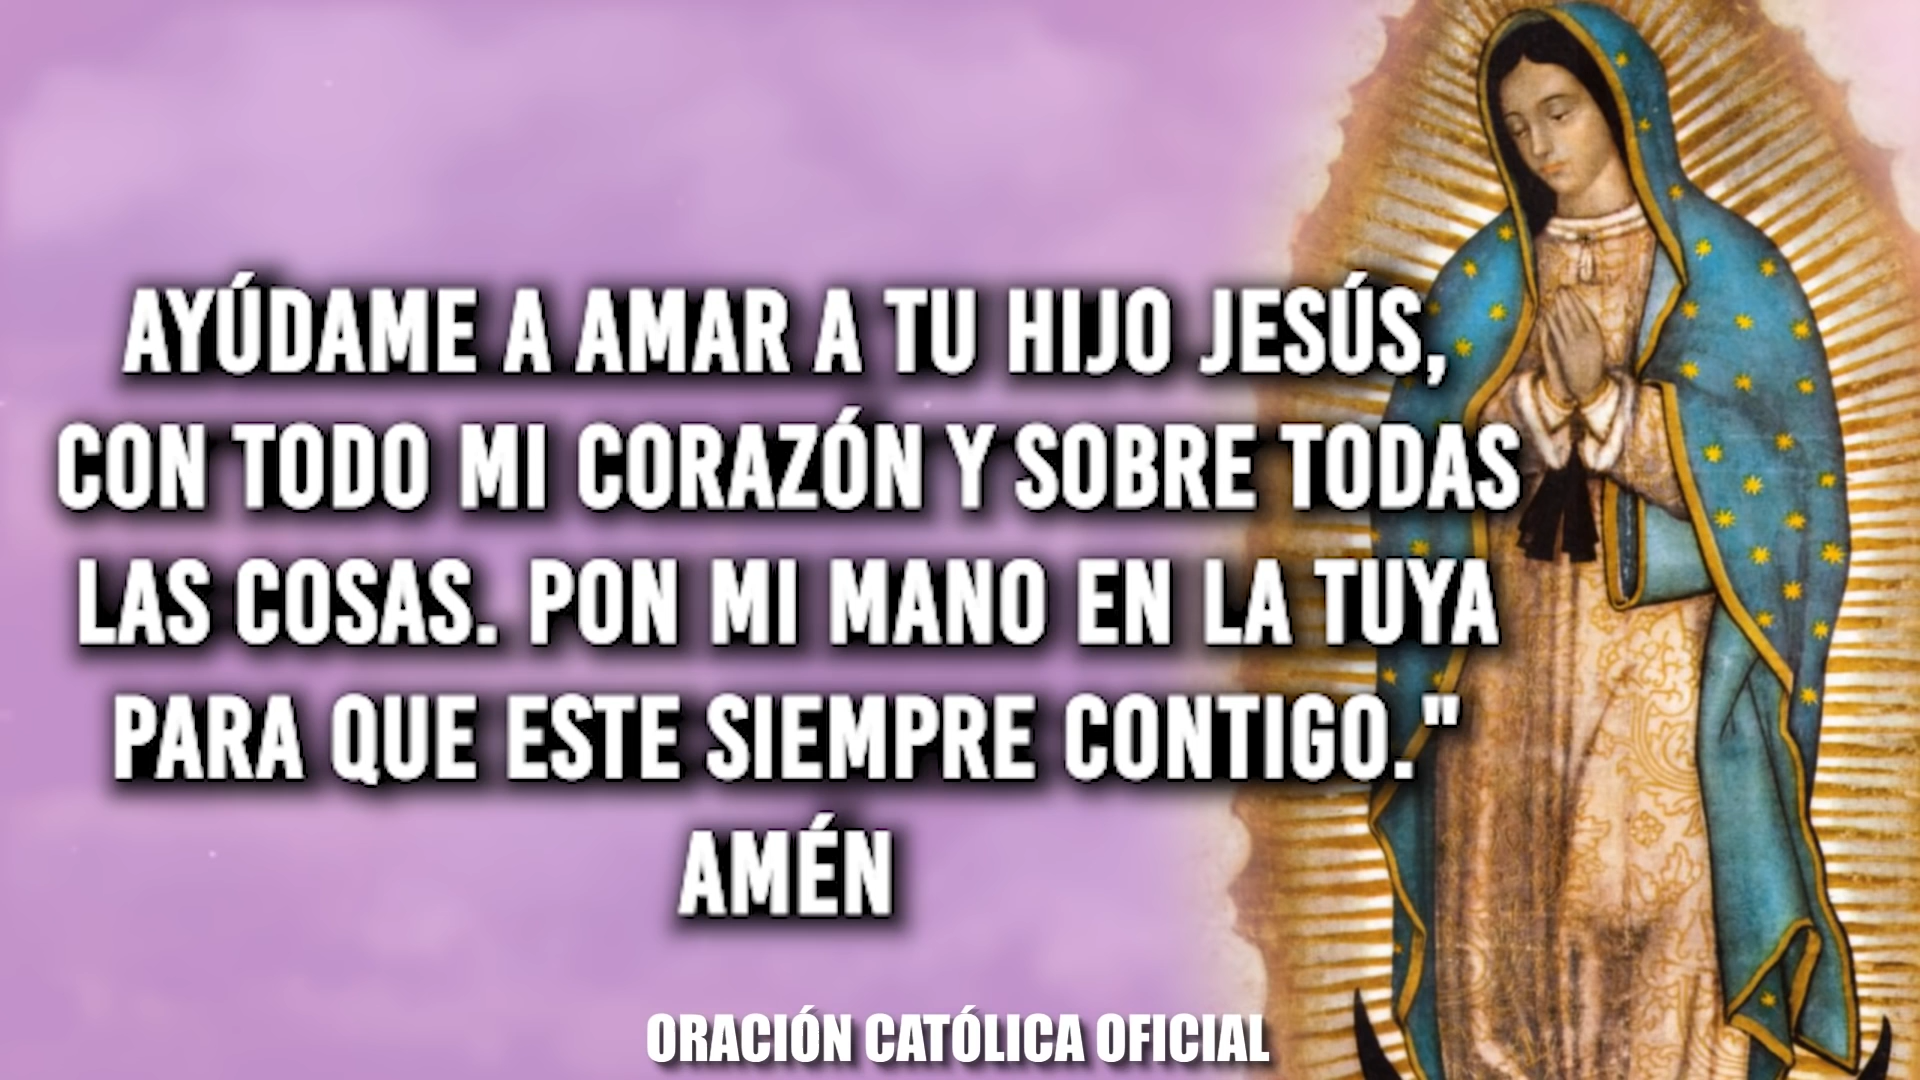 AYÚDAME A AMAR A TU HIJO JESÚS,
CON TODO MI CORAZÓN Y SOBRE TODAS
LAS COSAS. PON MI MANO EN LA TUYA
PARA QUE ESTE SIEMPRE CONTIGO."
AMÉN
ORACIÓN CATÓLICA OFICIAL